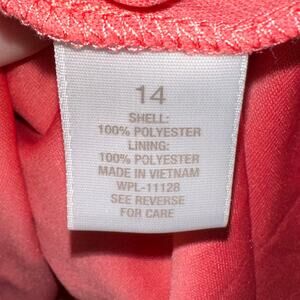 14
SHELL:
100% POLYESTER
LINING:
100% POLYESTER
MADE IN VIETNAM
WPL-11128
SEE REVERSE
FOR CARE